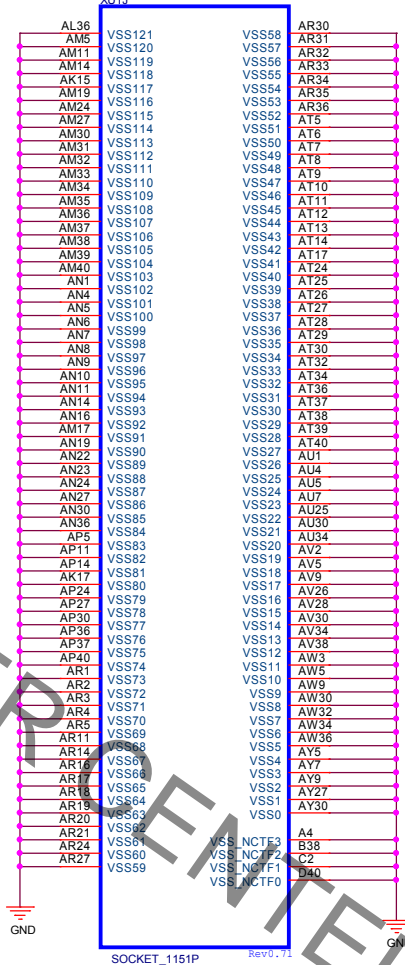 AL36 VSS121 VSS58 AR30
AM5 VSS120 VSS57 AR31
AM11 VSS119 VSS56 AR32
AM14 VSS118 VSS55 AR33
AK15 VSS117 VSS54 AR34
AM19 VSS116 VSS53 AR35
AM24 VSS115 VSS52 AR36
AM27 VSS114 VSS51 AT5
AM30 VSS113 VSS50 AT6
AM31 VSS112 VSS49 AT7
AM32 VSS111 VSS48 AT8
AM33 VSS110 VSS47 AT9
AM34 VSS109 VSS46 AT10
AM35 VSS108 VSS45 AT11
AM36 VSS107 VSS44 AT12
AM37 VSS106 VSS43 AT13
AM38 VSS105 VSS42 AT14
AM39 VSS104 VSS41 AT17
AM40 VSS103 VSS40 AT24
AN1 VSS102 VSS39 AT25
AN4 VSS101 VSS38 AT26
AN5 VSS100 VSS37 AT27
AN6 VSS99 VSS36 AT28
AN7 VSS98 VSS35 AT29
AN8 VSS97 VSS34 AT30
AN9 VSS96 VSS33 AT32
AN10 VSS95 VSS32 AT34
AN11 VSS94 VSS31 AT36
AN14 VSS93 VSS30 AT37
AN16 VSS92 VSS29 AT38
AM17 VSS91 VSS28 AT39
AN19 VSS90 VSS27 AT40
AN22 VSS89 VSS26 AU1
AN23 VSS88 VSS25 AU4
AN24 VSS87 VSS24 AU5
AN27 VSS86 VSS23 AU7
AN30 VSS85 VSS22 AU25
AN36 VSS84 VSS21 AU30
AP5 VSS83 VSS20 AU34
AP11 VSS82 VSS19 AV2
AP14 VSS81 VSS18 AV5
AK17 VSS80 VSS17 AV9
AP24 VSS79 VSS16 AV26
AP27 VSS78 VSS15 AV28
AP30 VSS77 VSS14 AV30
AP36 VSS76 VSS13 AV34
AP37 VSS75 VSS12 AV38
AP40 VSS74 VSS11 AW3
AR1 VSS73 VSS10 AW5
AR2 VSS72 VSS9 AW9
AR3 VSS71 VSS8 AW30
AR4 VSS70 VSS7 AW32
AR5 VSS69 VSS6 AW34
AR11 VSS68 VSS5 AW36
AR14 VSS67 VSS4 AY5
AR16 VSS66 VSS3 AY7
AR17 VSS65 VSS2 AY9
AR18 VSS64 VSS1 AY27
AR19 VSS63 VSS0 AY30
AR20 VSS62
AR21 VSS61 VSS_NCTF3 A4
AR24 VSS60 VSS_NCTF2 B38
AR27 VSS59 VSS_NCTF1 C2
VSS_NCTF0 D40
GND
GND
SOCKET_1151P Rev0.71